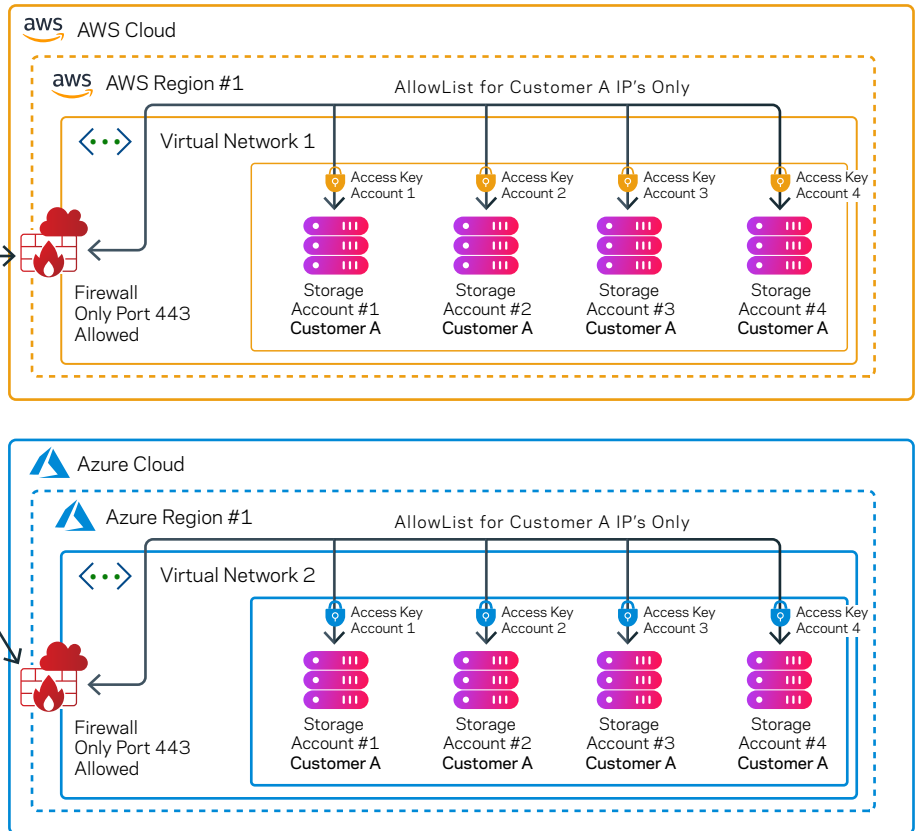 aws AWS Cloud
aws AWS Region #1
AllowList for Customer A IP's Only
Virtual Network 1
Access Key
Account 1
Access Key
Account 2
Access Key
Account 3
Access Key
Account 4
Firewall
Only Port 443
Allowed
Storage
Account #1
Customer A
Storage
Account #2
Customer A
Storage
Account #3
Customer A
Storage
Account #4
Customer A
Azure Cloud
Azure Region #1
AllowList for Customer A IP's Only
Virtual Network 2
Access Key
Account 1
Access Key
Account 2
Access Key
Account 3
Access Key
Account 4
Firewall
Only Port 443
Allowed
Storage
Account #1
Customer A
Storage
Account #2
Customer A
Storage
Account #3
Customer A
Storage
Account #4
Customer A